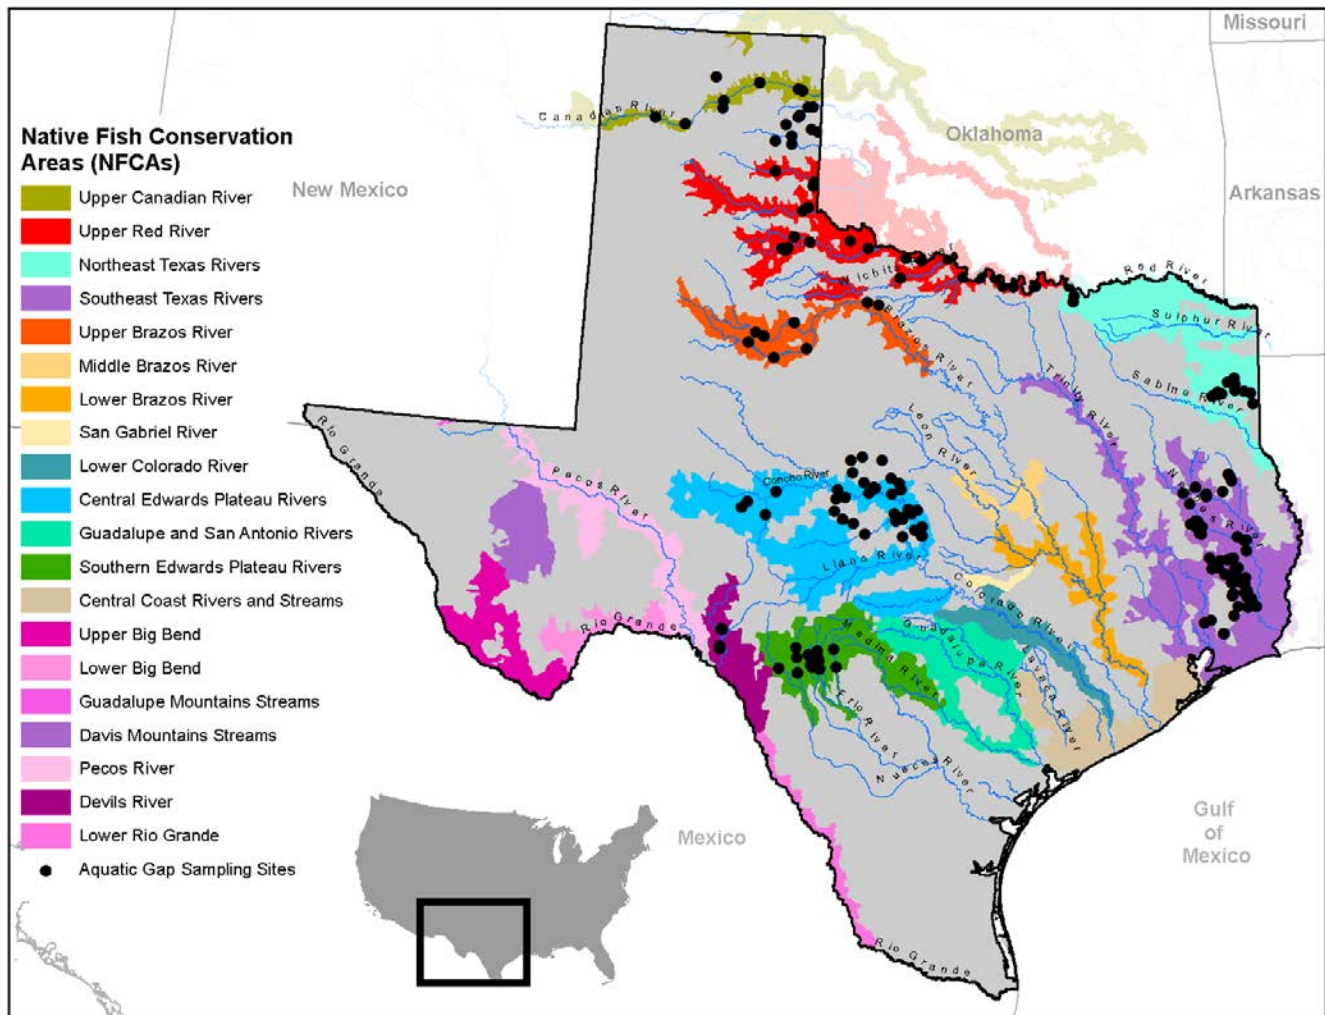 Missouri
Oklahoma
Arkansas
New Mexico
Native Fish Conservation
Areas (NFCAs)
Upper Canadian River
Upper Red River
Northeast Texas Rivers
Southeast Texas Rivers
Upper Brazos River
Middle Brazos River
Lower Brazos River
San Gabriel River
Lower Colorado River
Central Edwards Plateau Rivers
Guadalupe and San Antonio Rivers
Southern Edwards Plateau Rivers
Central Coast Rivers and Streams
Upper Big Bend
Lower Big Bend
Guadalupe Mountains Streams
Davis Mountains Streams
Pecos River
Devils River
Lower Rio Grande
Aquatic Gap Sampling Sites
Canadian River
Wichita River
Red River
Sulphur River
Sabine River
Brazos River
Trinity River
Leon River
Neches River
Rio Grande
Pecos River
Concho River
Llano River
Colorado River
Rio Grande
Medina River
Guadalupe River
Lavaca River
Frio River
Nueces River
Rio Grande
Mexico
Gulf
of
Mexico